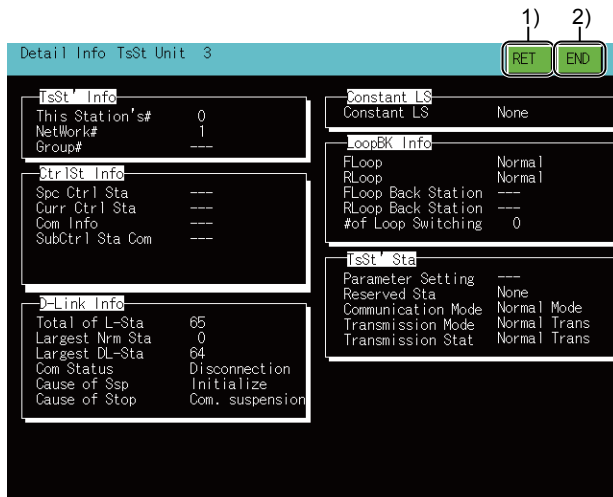 1) 2)
Detail Info TsSt Unit 3 RET END
TsSt' Info
This Station's# 0
NetWork# 1
Group# ---
CtrlSt Info
Spc Ctrl Sta ---
Curr Ctrl Sta ---
Com Info ---
SubCtrl Sta Com ---
D-Link Info
Total of L-Sta 65
Largest Nrm Sta 0
Largest DL-Sta 64
Com Status Disconnection
Cause of Ssp Initialize
Cause of Stop Com. suspension
Constant LS
Constant LS None
LoopBK Info
FLoop Normal
RLoop Normal
FLoop Back Station ---
RLoop Back Station ---
#of Loop Switching 0
TsSt' Sta
Parameter Setting ---
Reserved Sta None
Communication Mode Normal Mode
Transmission Mode Normal Trans
Transmission Stat Normal Trans